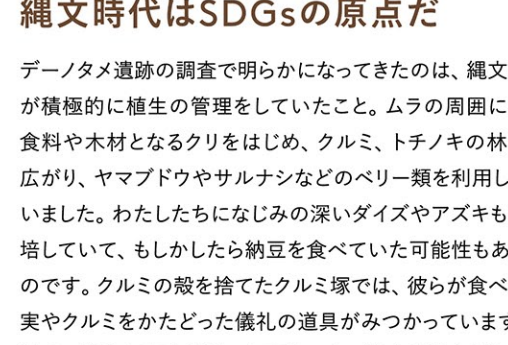 縄文時代はSDGsの原点だ
デーノタメ遺跡の調査で明らかになってきたのは、縄文
が積極的に植生の管理をしていたこと。ムラの周囲に
食料や木材となるクリをはじめ、クルミ、トチノキの林
広がり、ヤマブドウやサルナシなどのベリー類を利用し
いました。わたしたちになじみの深いダイズやアズキも
培していて、もしかしたら納豆を食べていた可能性もあ
のです。クルミの殻を捨てたクルミ塚では、彼らが食べ
実やクルミをかたどった儀礼の道具がみつかっています